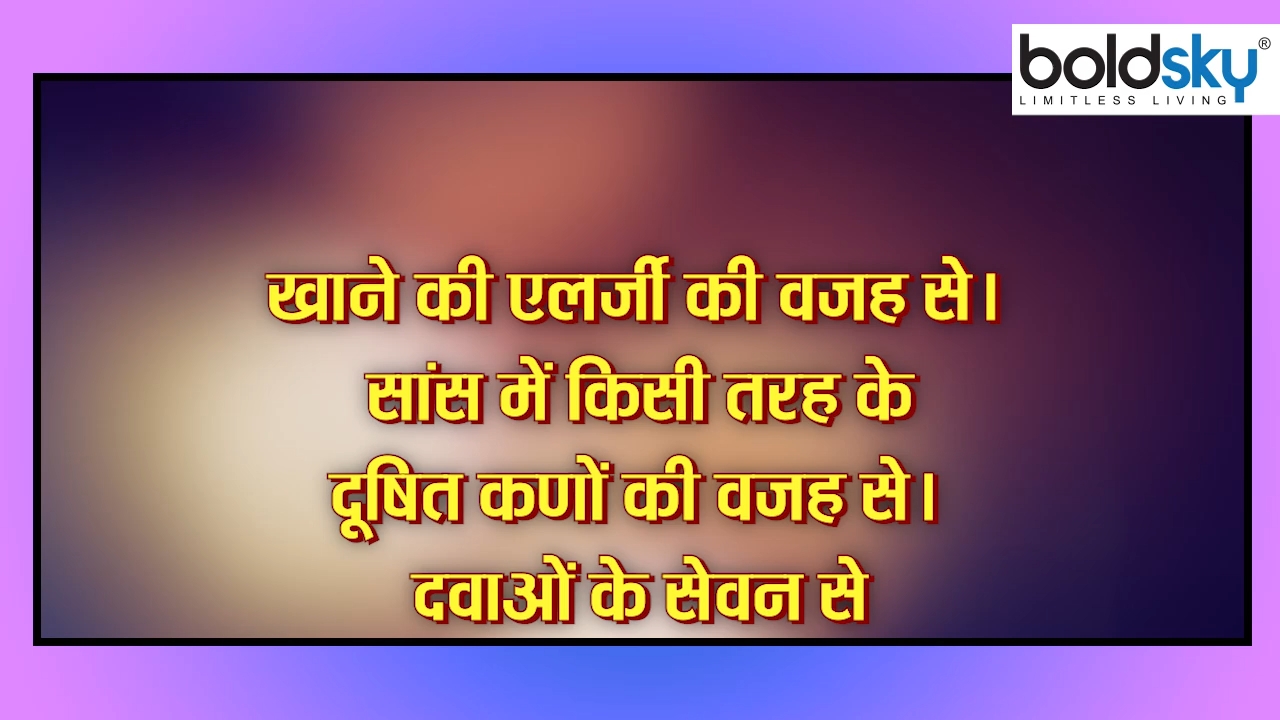 boldsky®
LIMITLESS LIVING
खाने की एलर्जी की वजह से।
सांस में किसी तरह के
दूषित कणों की वजह से।
दवाओं के सेवन से